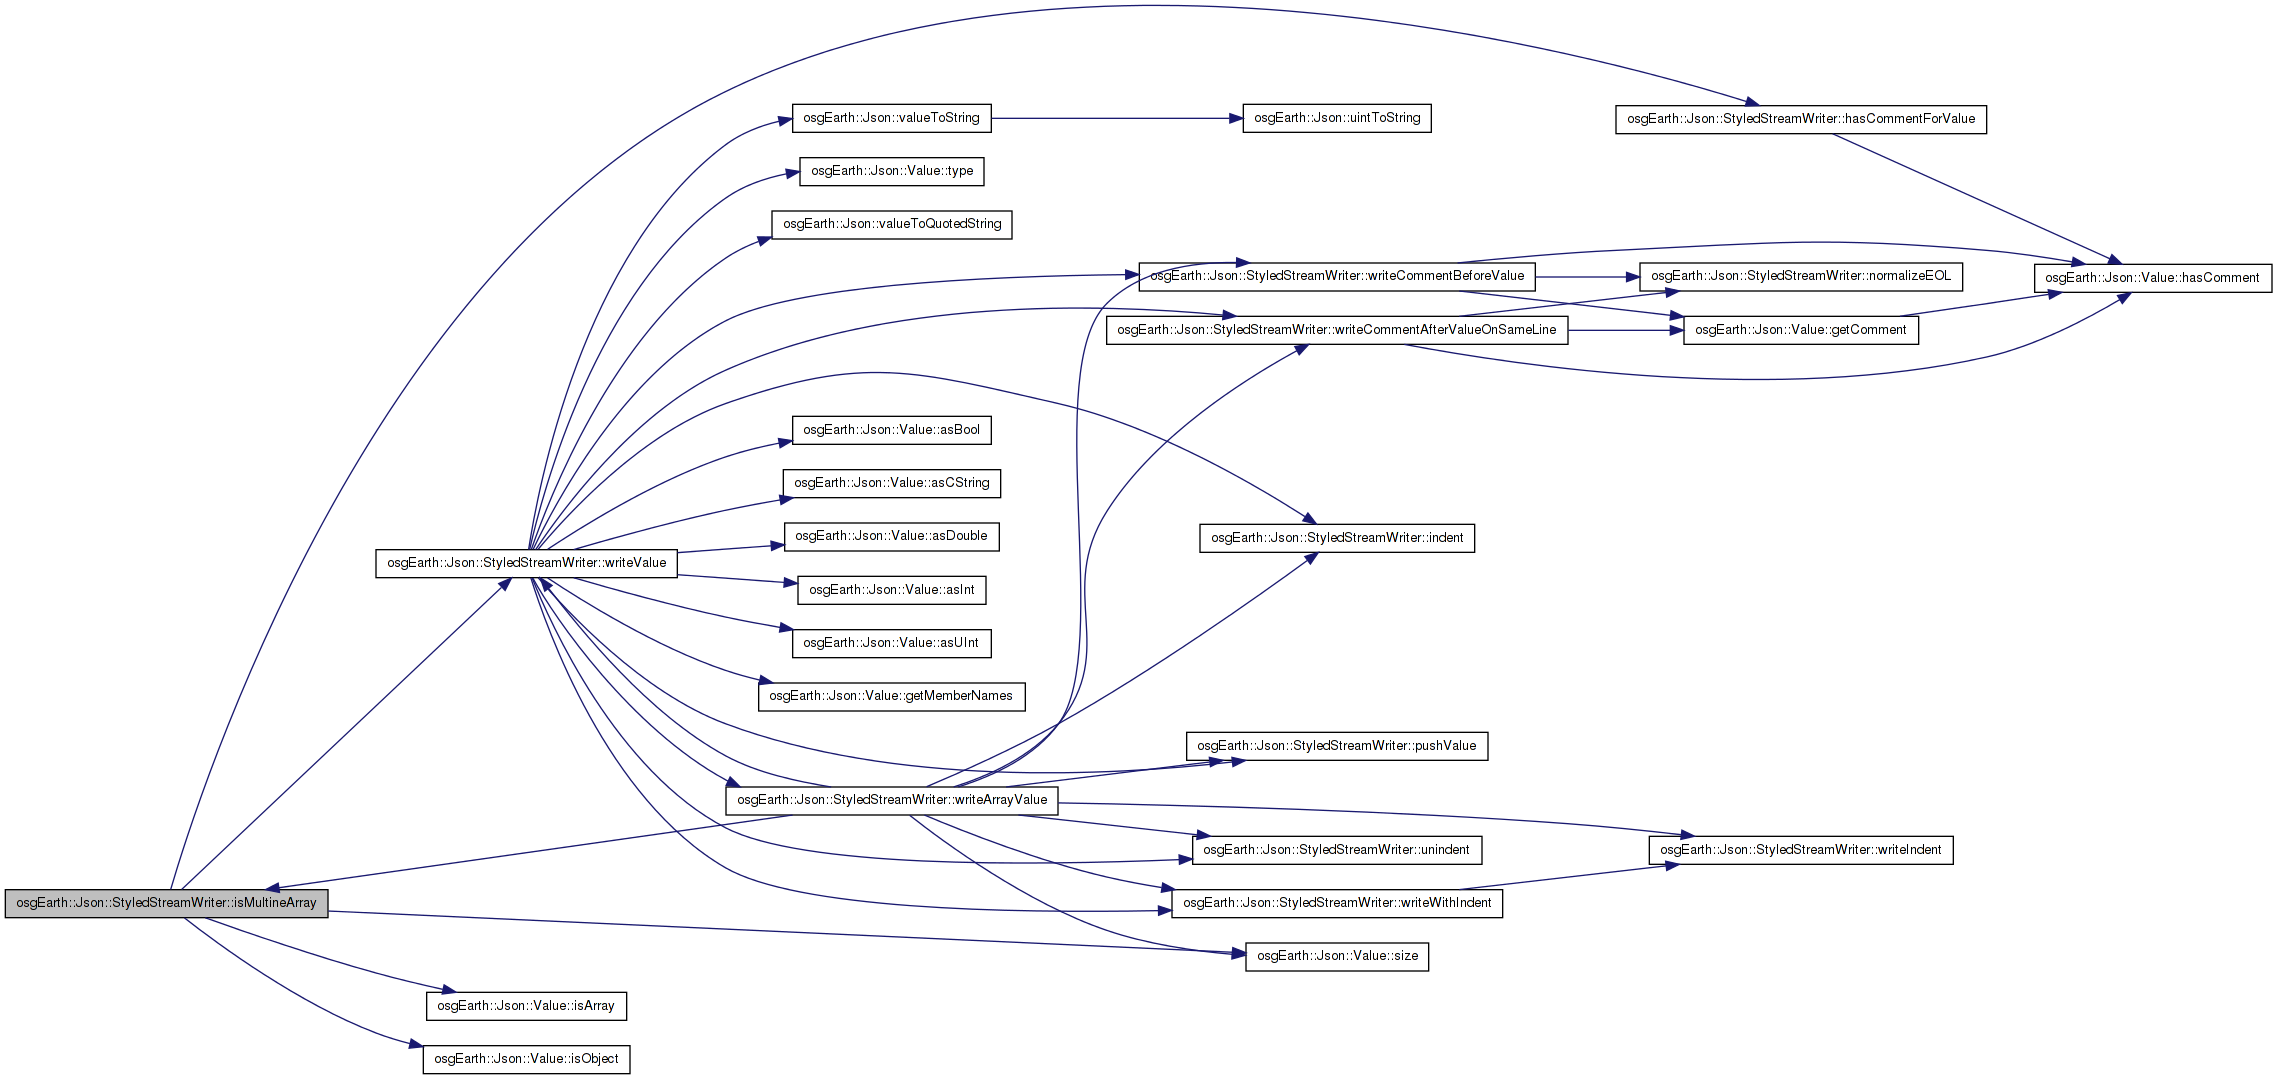 osgEarth::Json::valueToString
osgEarth::Json::uintToString
osgEarth::Json::StyledStreamWriter::hasCommentForValue
osgEarth::Json::Value::type
osgEarth::Json::valueToQuotedString
osgEarth::Json::StyledStreamWriter::writeCommentBeforeValue
osgEarth::Json::StyledStreamWriter::normalizeEOL
osgEarth::Json::Value::hasComment
osgEarth::Json::StyledStreamWriter::writeCommentAfterValueOnSameLine
osgEarth::Json::Value::getComment
osgEarth::Json::Value::asBool
osgEarth::Json::Value::asCString
osgEarth::Json::Value::asDouble
osgEarth::Json::StyledStreamWriter::indent
osgEarth::Json::StyledStreamWriter::writeValue
osgEarth::Json::Value::asInt
osgEarth::Json::Value::asUInt
osgEarth::Json::Value::getMemberNames
osgEarth::Json::StyledStreamWriter::pushValue
osgEarth::Json::StyledStreamWriter::writeArrayValue
osgEarth::Json::StyledStreamWriter::unindent
osgEarth::Json::StyledStreamWriter::writeIndent
osgEarth::Json::StyledStreamWriter::isMultineArray
osgEarth::Json::StyledStreamWriter::writeWithIndent
osgEarth::Json::Value::size
osgEarth::Json::Value::isArray
osgEarth::Json::Value::isObject